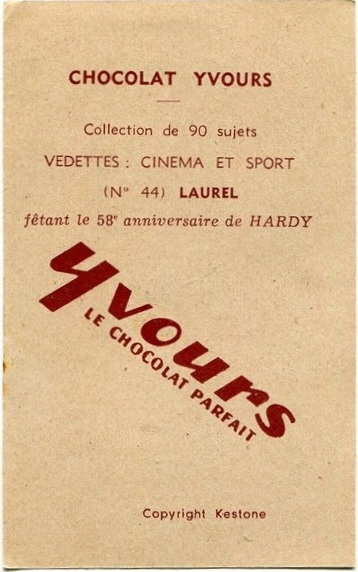 CHOCOLAT YVOURS
Collection de 90 sujets
VEDETTES : CINEMA ET SPORT
(N° 44) LAUREL
fêtant le 58e anniversaire de HARDY
yvours
LE CHOCOLAT PARFAIT
Copyright Kestone